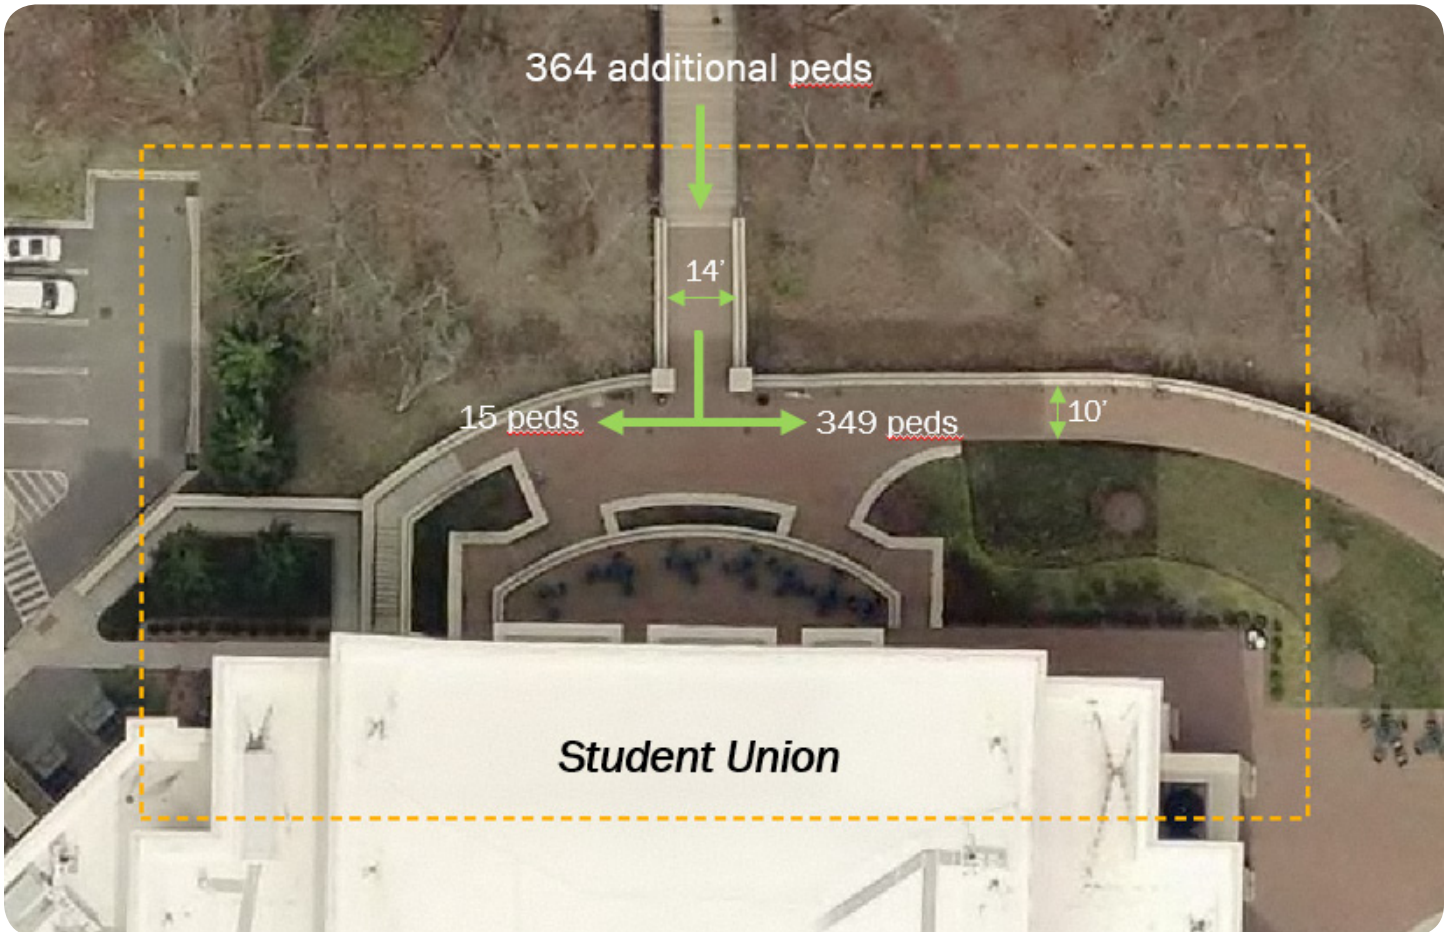 364 additional peds
14’
15 peds
349 peds
10’
Student Union